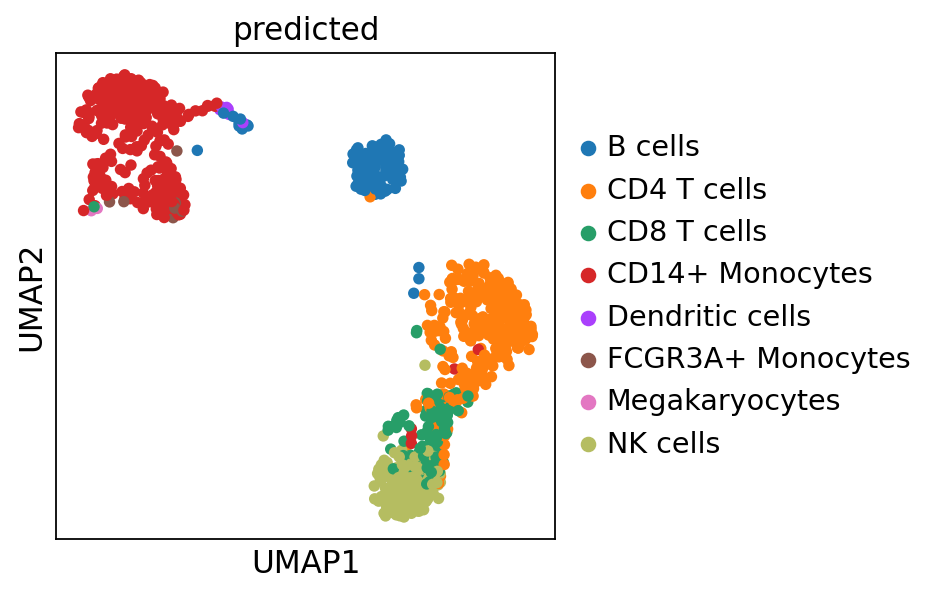 predicted
UMAP2
UMAP1
B cells
CD4 T cells
CD8 T cells
CD14+ Monocytes
Dendritic cells
FCGR3A+ Monocytes
Megakaryocytes
NK cells